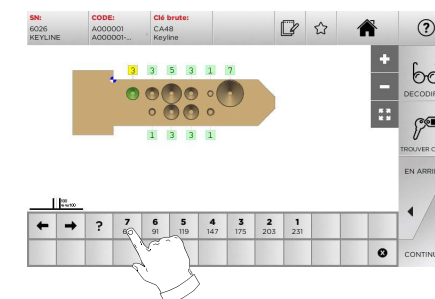 SN: CODE: Clé brute:
6026 A000001 CA48
KEYLINE A000001-... Keyline
DECODIF
TROUVER C
EN ARRI
CONTINU
3 3 5 3 1 7
1 3 3 1
? 7 6 5 4 3 2 1
91 119 147 175 203 231